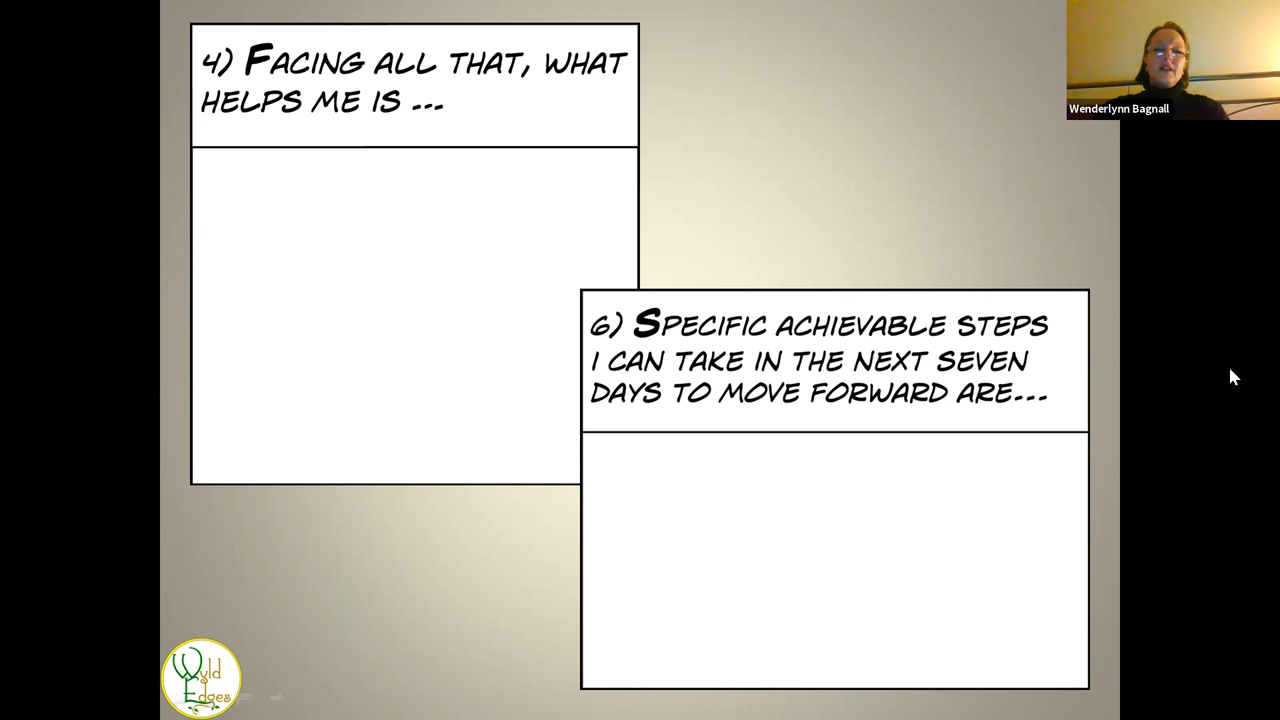 4) FACING ALL THAT, WHAT
HELPS ME IS ...
Wenderlynn Bagnall
6) SPECIFIC ACHIEVABLE STEPS
I CAN TAKE IN THE NEXT SEVEN
DAYS TO MOVE FORWARD ARE...
Wyld
Edges